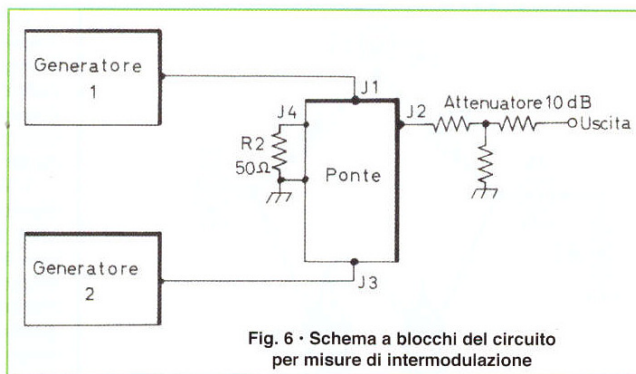 Generatore
1
J1
J4
J2
Attenuatore 10 dB
Uscita
R2
50Ω
Ponte
Generatore
2
J3
Fig. 6 · Schema a blocchi del circuito
per misure di intermodulazione